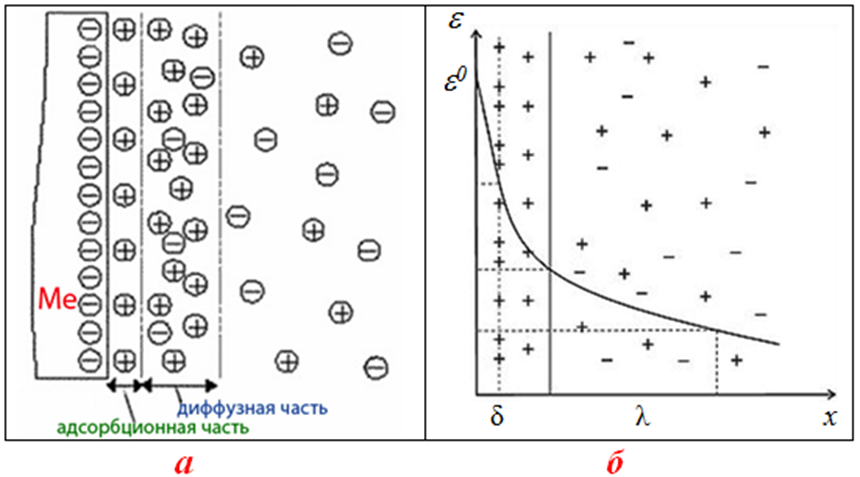 Me
диффузная часть
адсорбционная часть
а
ε
ε⁰
δ
λ
x
б